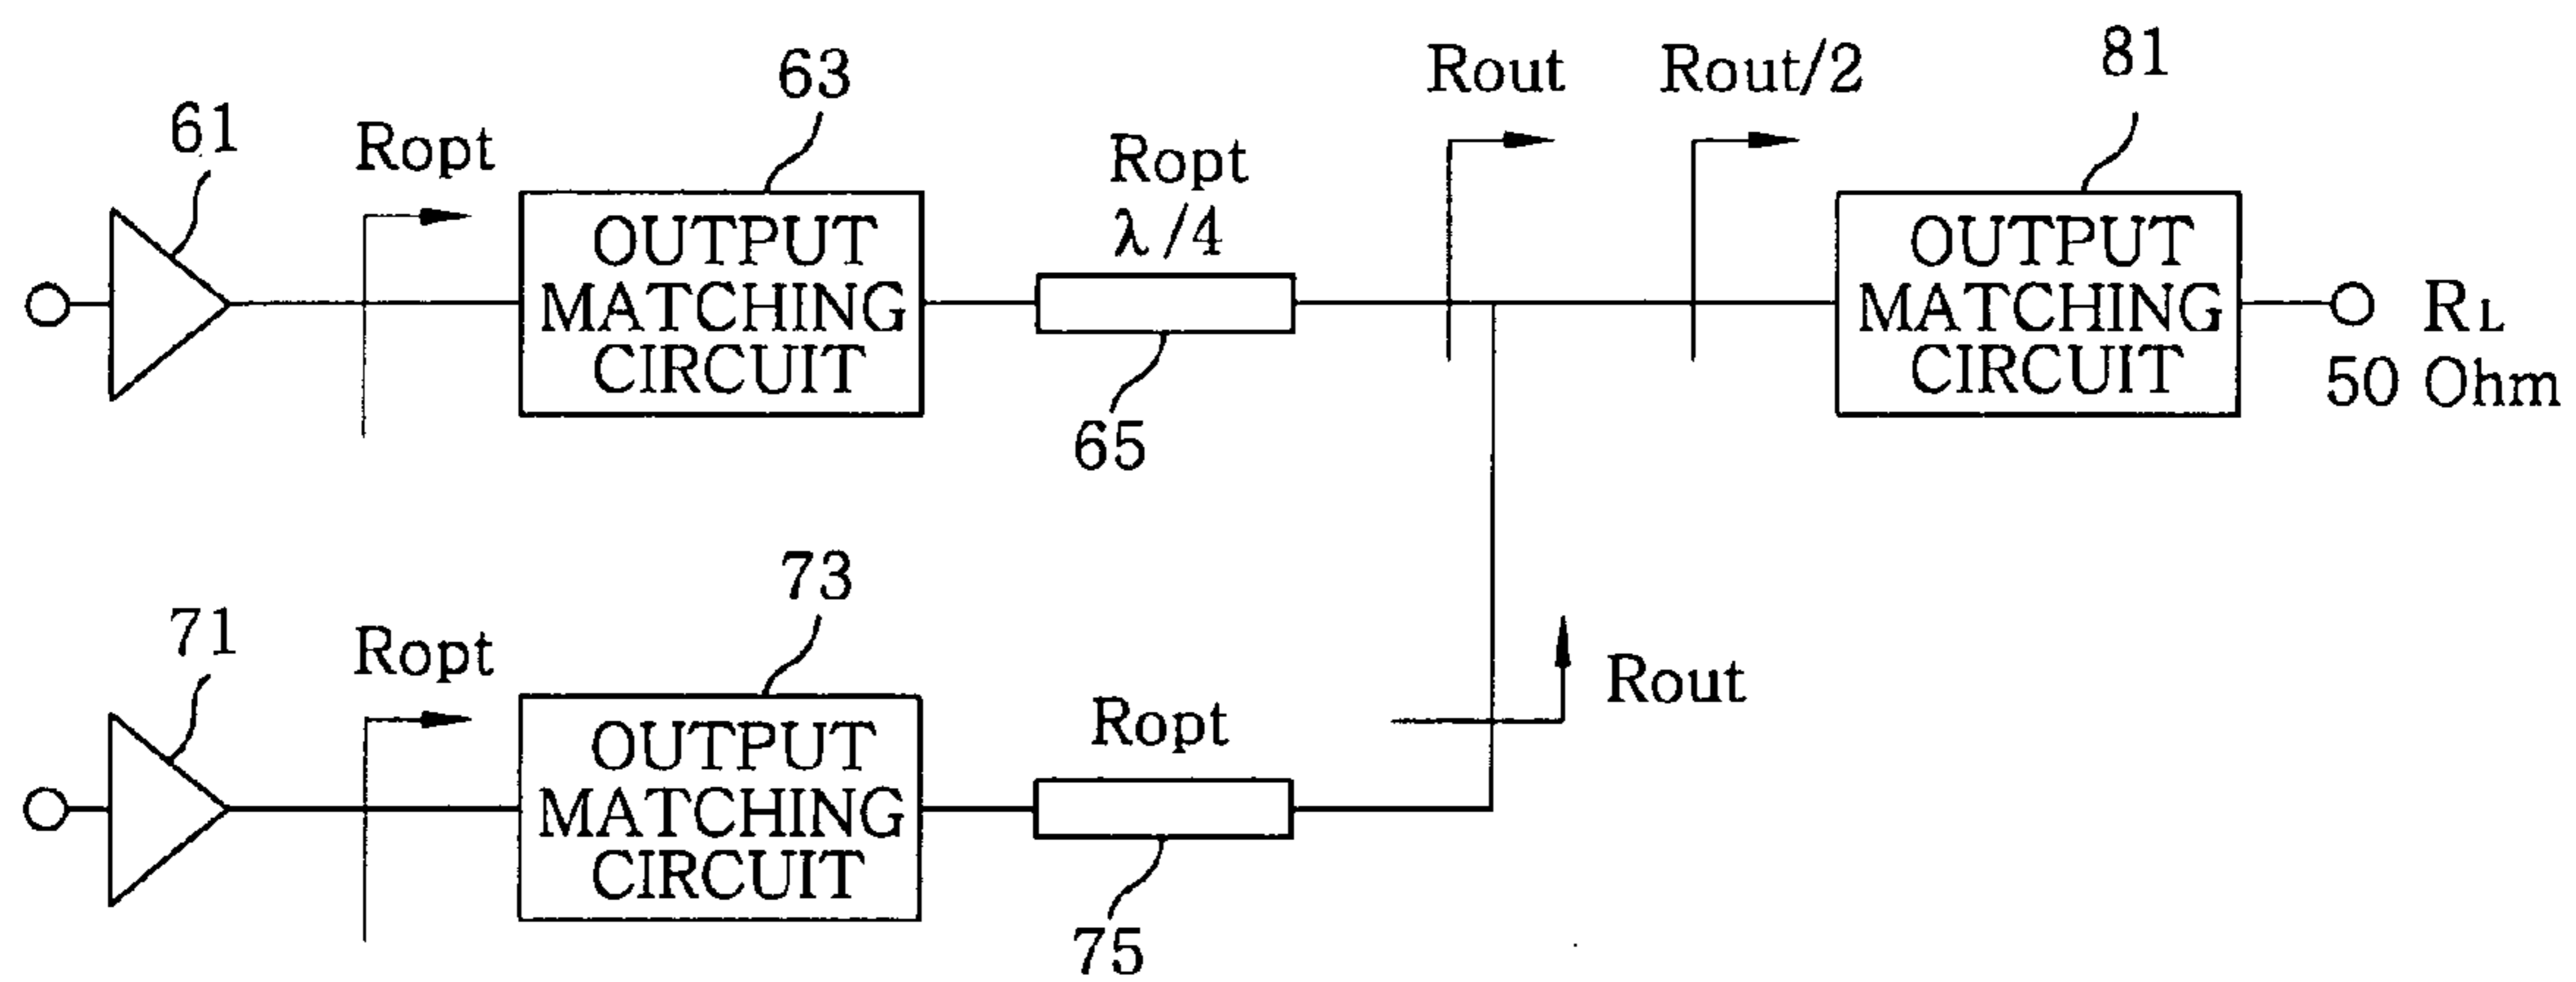 61
Ropt
63
OUTPUT
MATCHING
CIRCUIT
Ropt
λ/4
65
Rout
Rout/2
81
OUTPUT
MATCHING
CIRCUIT
RL
50 Ohm
71
Ropt
73
OUTPUT
MATCHING
CIRCUIT
Ropt
75
Rout